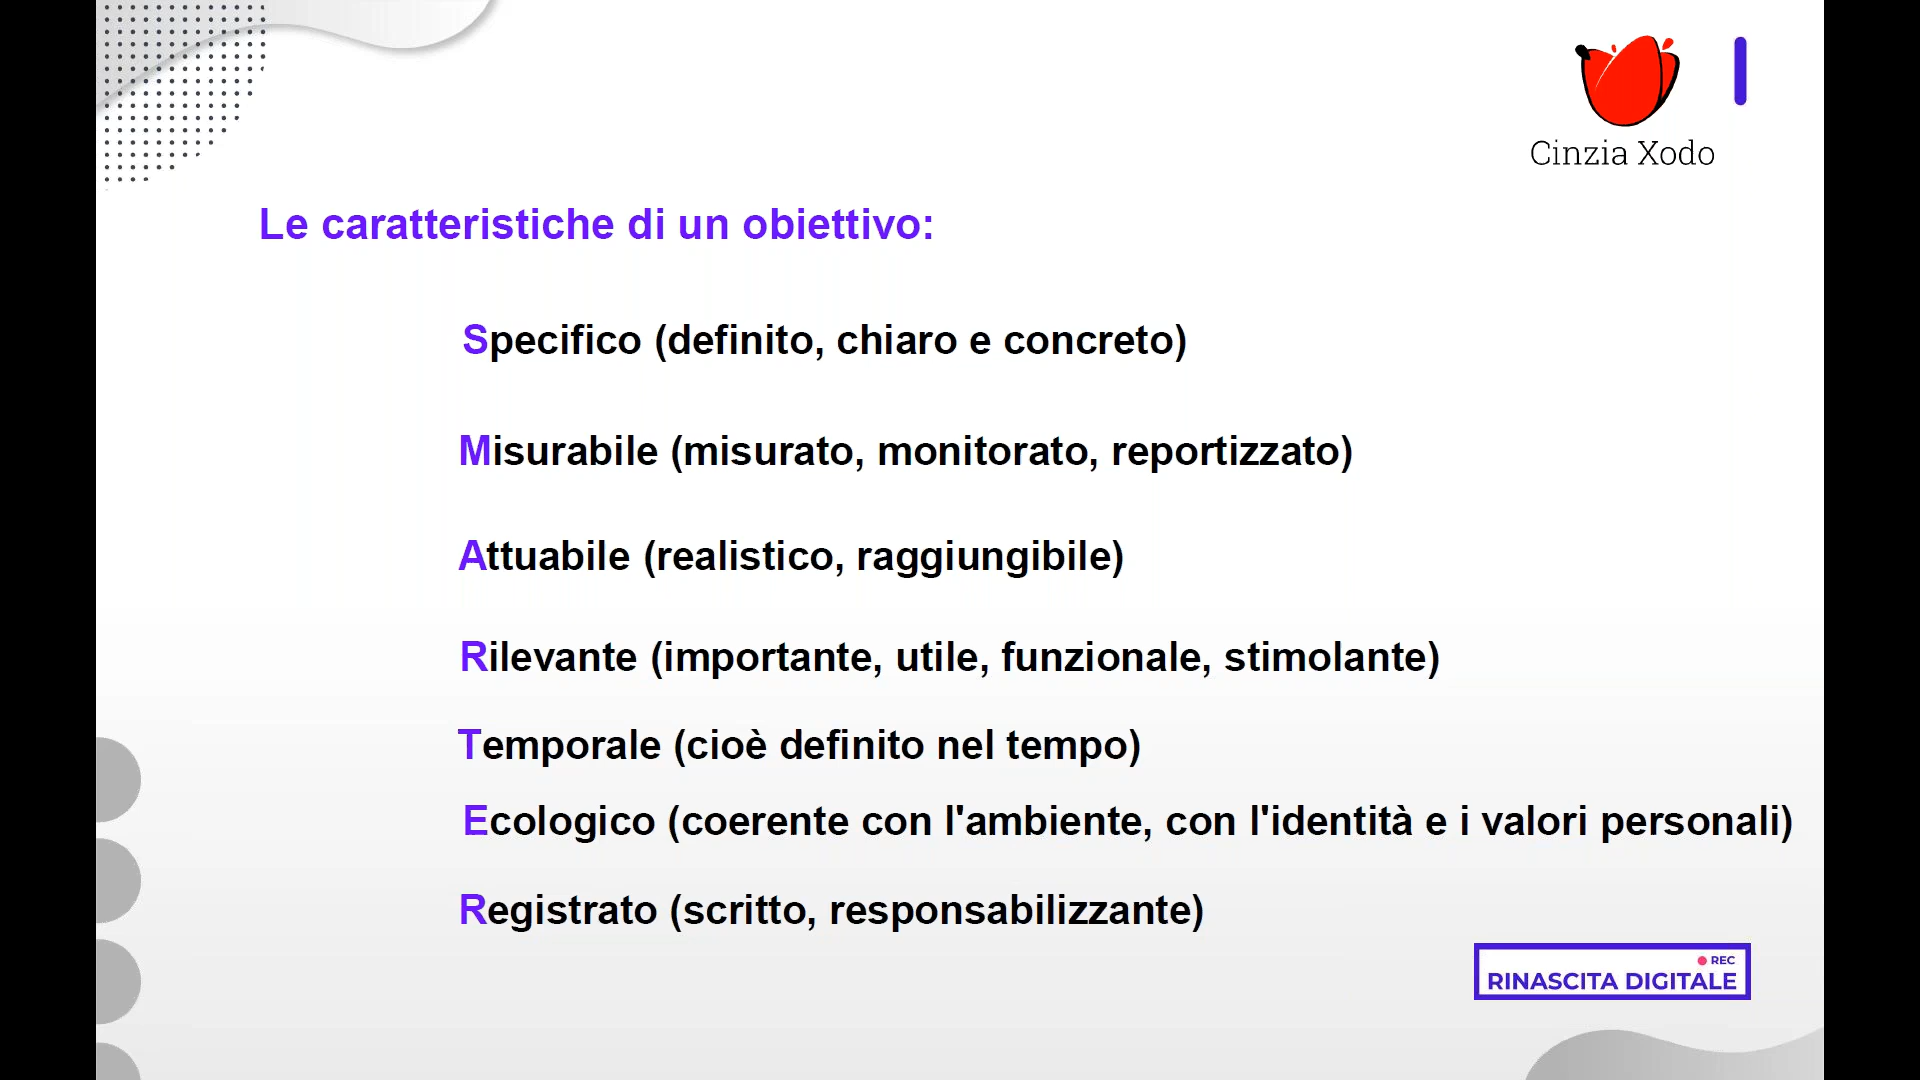 Cinzia Xodo
Le caratteristiche di un obiettivo:
Specifico (definito, chiaro e concreto)
Misurabile (misurato, monitorato, reportizzato)
Attuabile (realistico, raggiungibile)
Rilevante (importante, utile, funzionale, stimolante)
Temporale (cioè definito nel tempo)
Ecologico (coerente con l'ambiente, con l'identità e i valori personali)
Registrato (scritto, responsabilizzante)
REC
RINASCITA DIGITALE